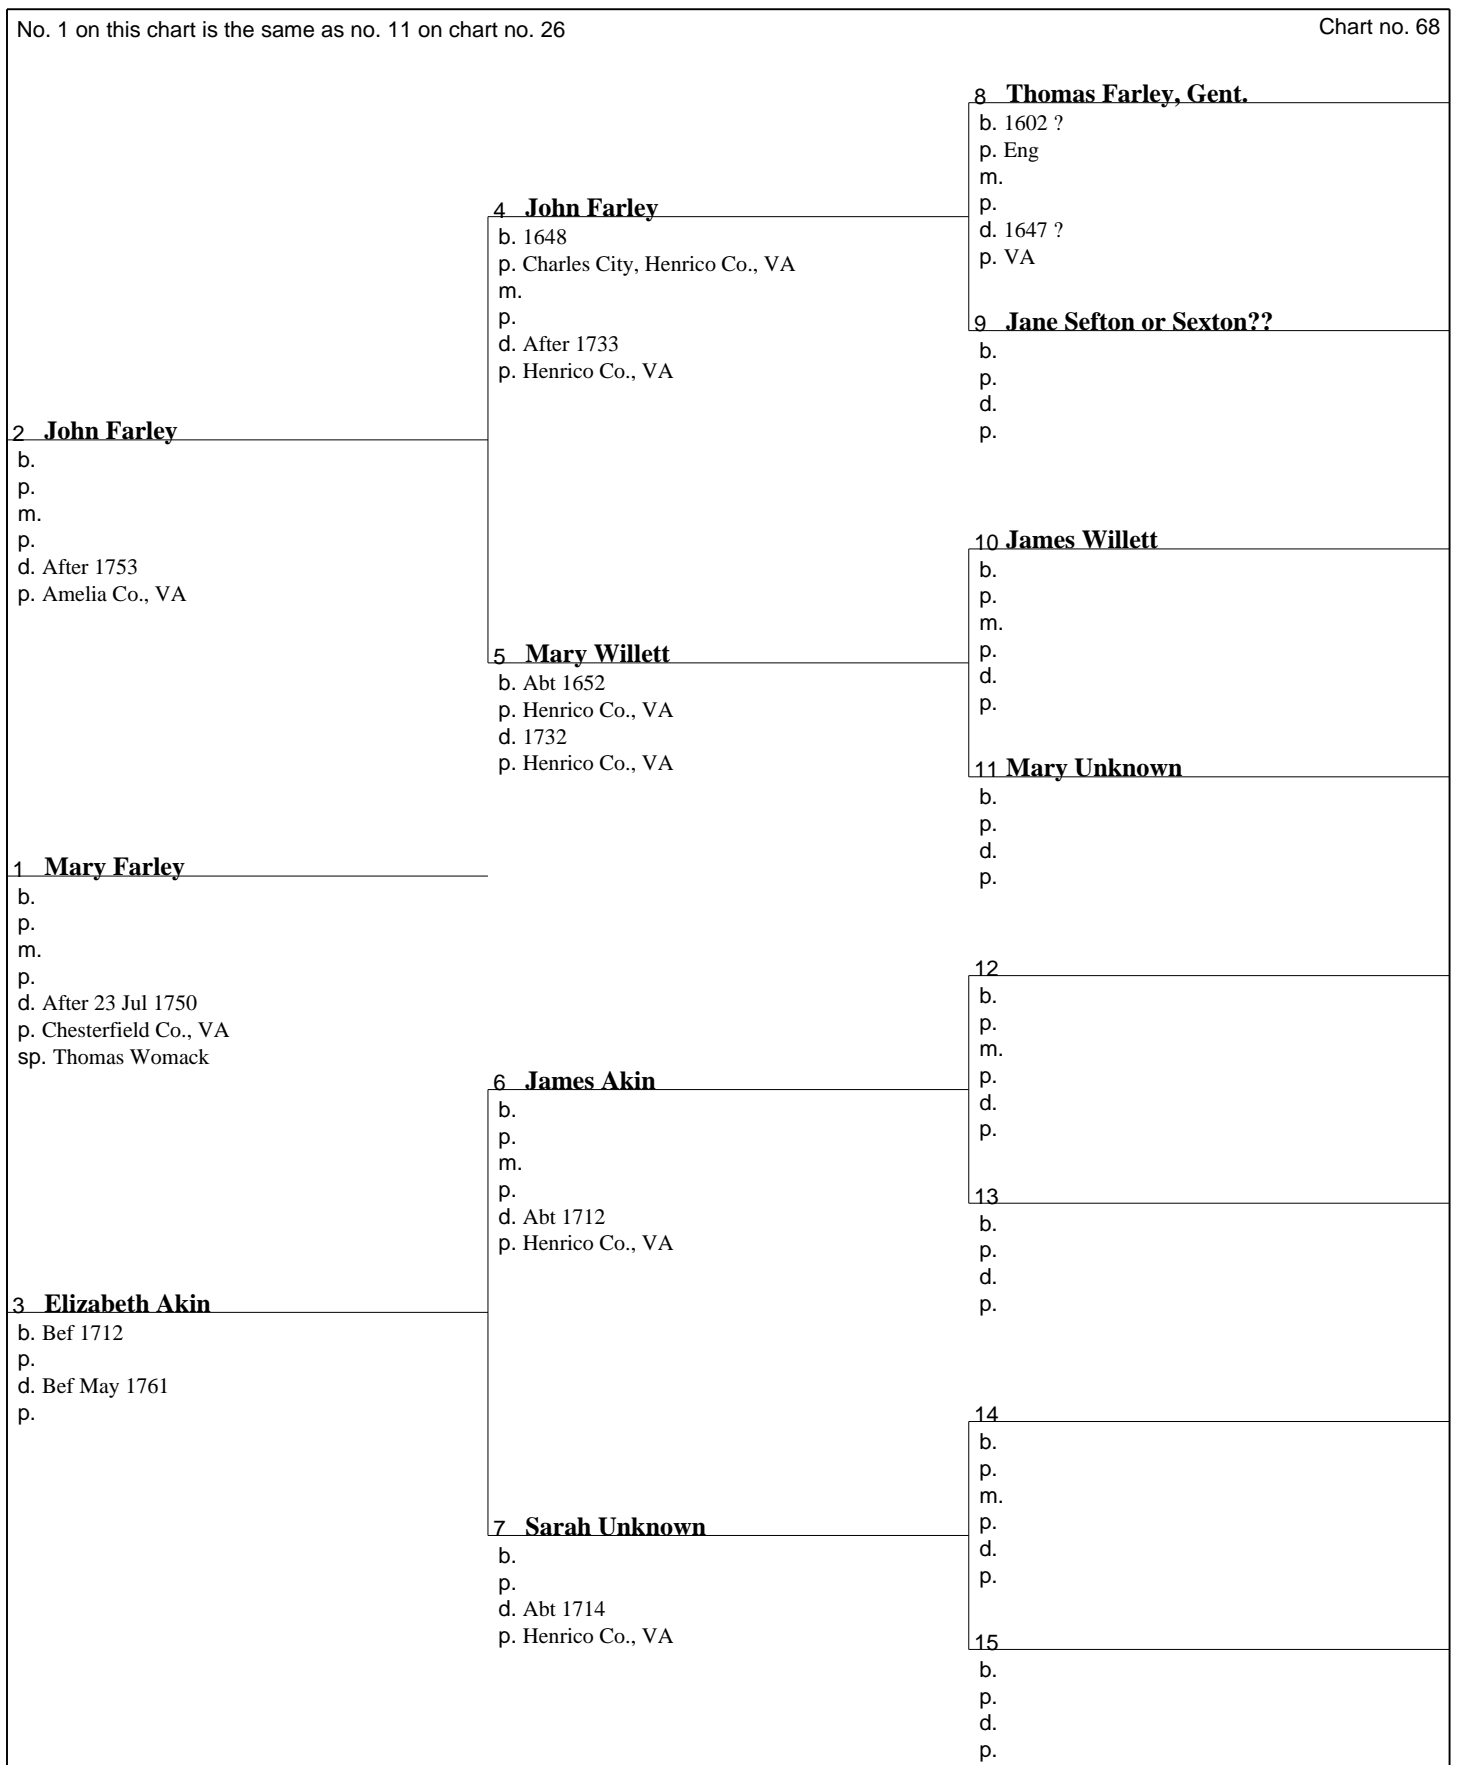 No. 1 on this chart is the same as no. 11 on chart no. 26
Chart no. 68
8 Thomas Farley, Gent.
b. 1602 ?
p. Eng
m.
p.
d. 1647 ?
p. VA
4 John Farley
b. 1648
p. Charles City, Henrico Co., VA
m.
p.
d. After 1733
p. Henrico Co., VA
9 Jane Sefton or Sexton??
b.
p.
d.
p.
2 John Farley
b.
p.
m.
p.
d. After 1753
p. Amelia Co., VA
10 James Willett
b.
p.
m.
p.
d.
p.
5 Mary Willett
b. Abt 1652
p. Henrico Co., VA
d. 1732
p. Henrico Co., VA
11 Mary Unknown
b.
p.
d.
p.
1 Mary Farley
b.
p.
m.
p.
d. After 23 Jul 1750
p. Chesterfield Co., VA
sp. Thomas Womack
12
b.
p.
m.
p.
d.
p.
6 James Akin
b.
p.
m.
p.
d. Abt 1712
p. Henrico Co., VA
13
b.
p.
d.
p.
3 Elizabeth Akin
b. Bef 1712
p.
d. Bef May 1761
p.
14
b.
p.
m.
p.
d.
p.
7 Sarah Unknown
b.
p.
d. Abt 1714
p. Henrico Co., VA
15
b.
p.
d.
p.